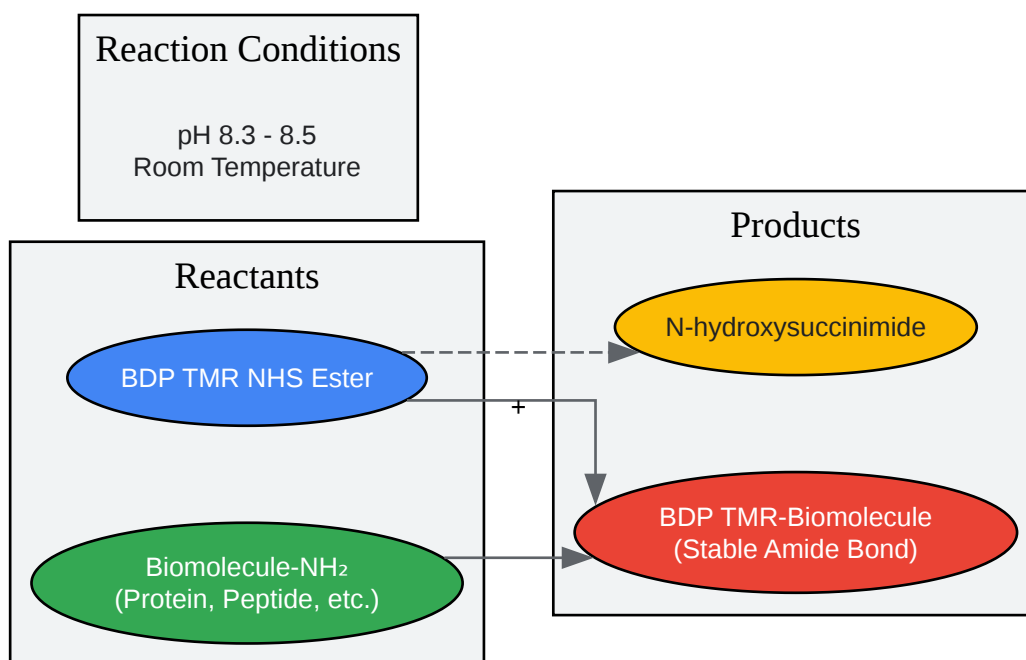 Reaction Conditions
pH 8.3 - 8.5
Room Temperature
Reactants
BDP TMR NHS Ester
Biomolecule-NH₂
(Protein, Peptide, etc.)
+
Products
N-hydroxysuccinimide
BDP TMR-Biomolecule
(Stable Amide Bond)